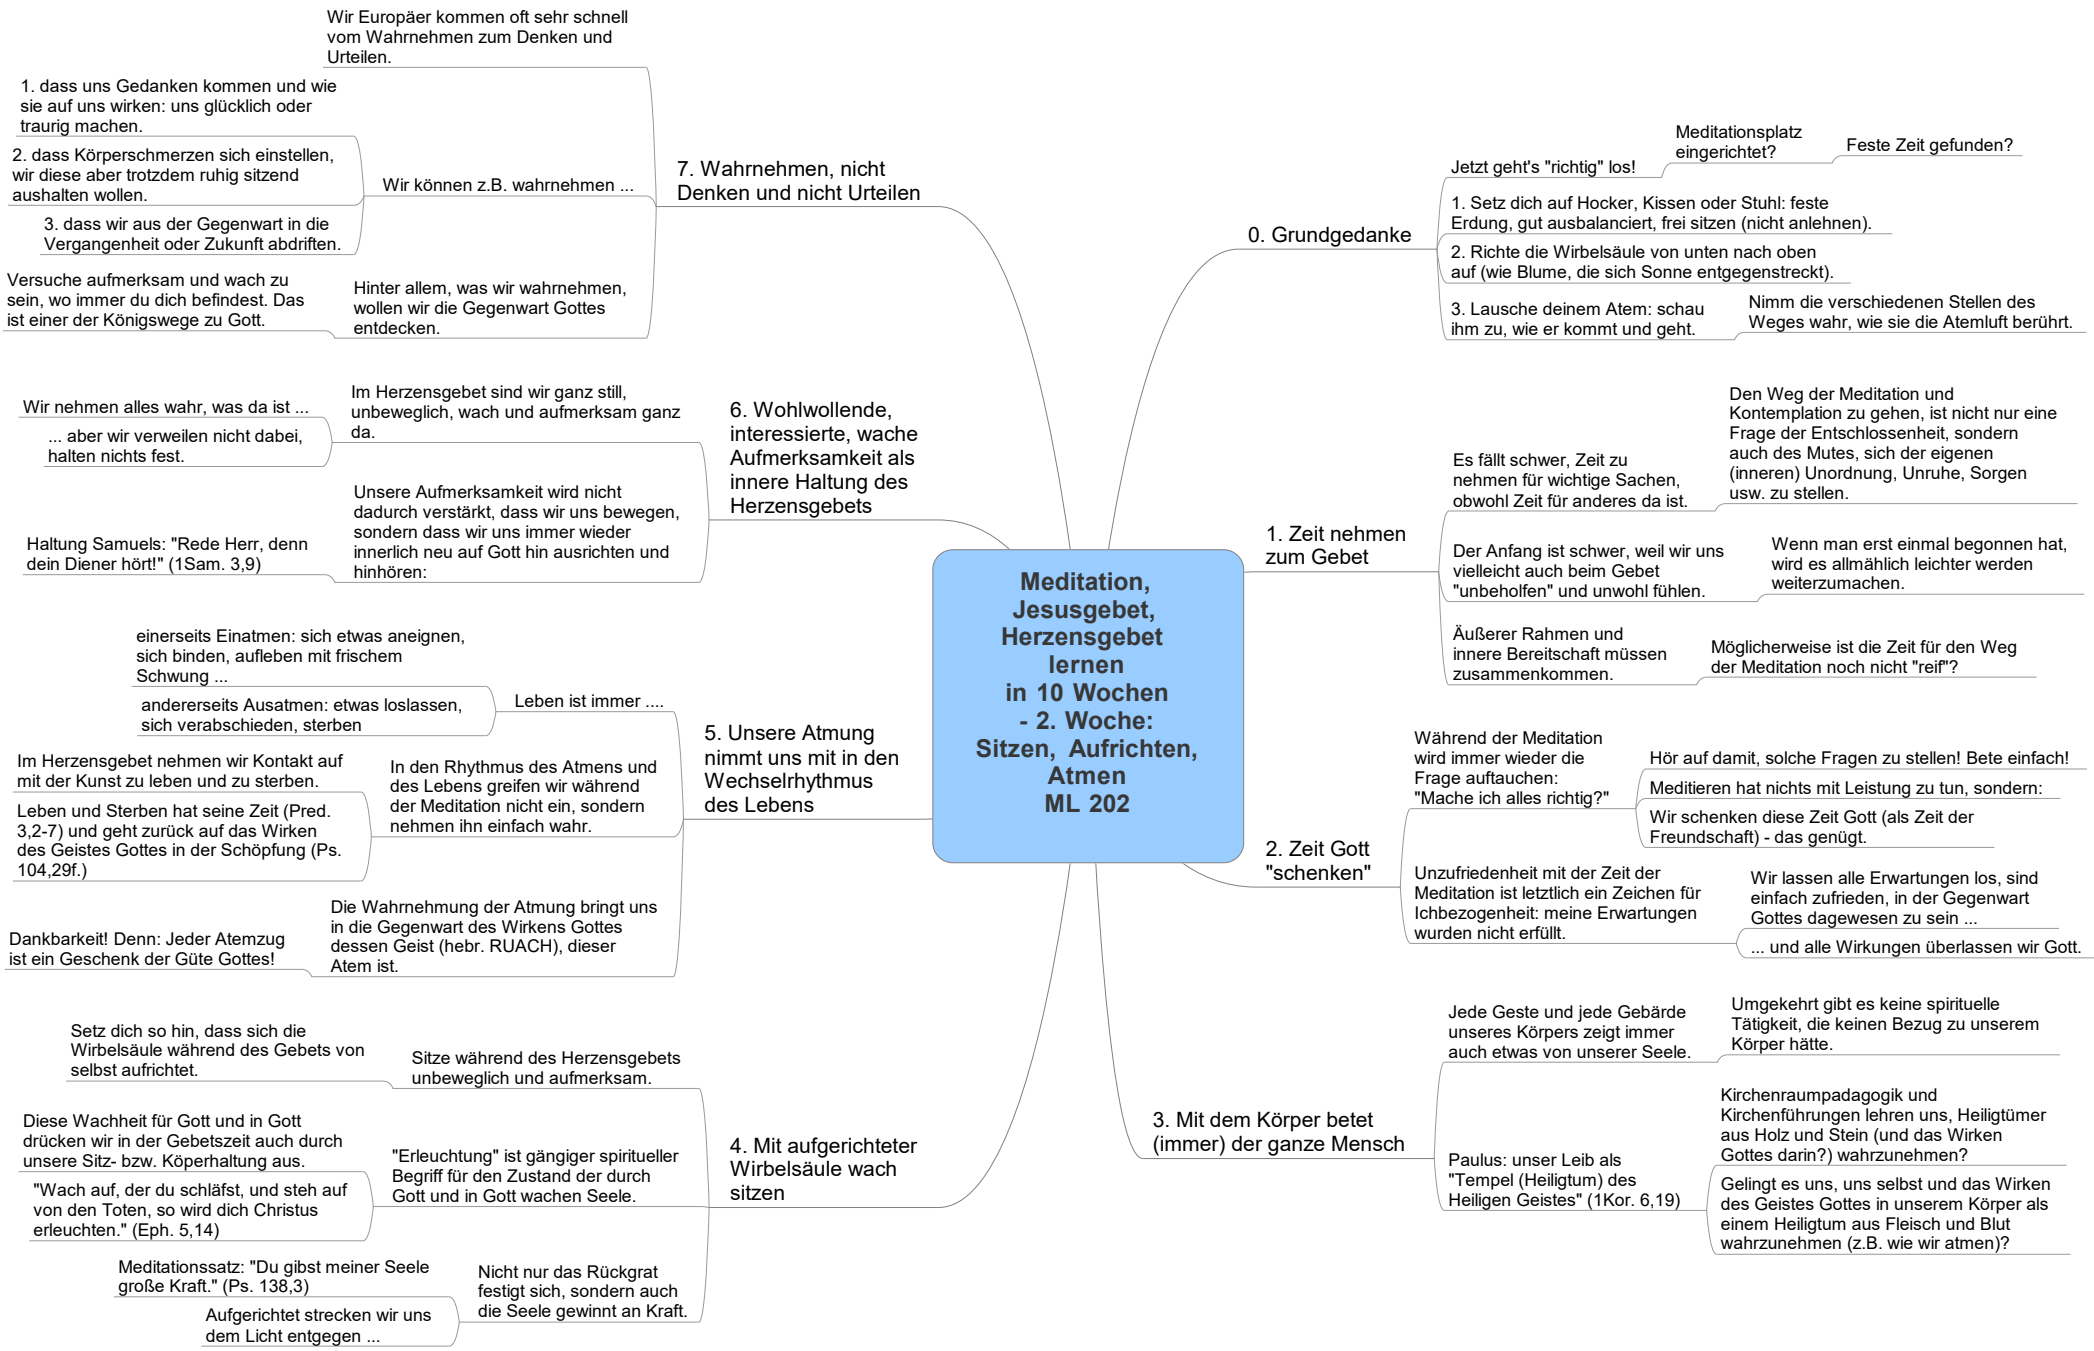 Meditation,
Jesusgebet,
Herzensgebet
lernen
in 10 Wochen
- 2. Woche:
Sitzen, Aufrichten,
Atmen
ML 202
0. Grundgedanke
Jetzt geht's "richtig" los!
Meditationsplatz
eingerichtet?
Feste Zeit gefunden?
1. Setz dich auf Hocker, Kissen oder Stuhl: feste
Erdung, gut ausbalanciert, frei sitzen (nicht anlehnen).
2. Richte die Wirbelsäule von unten nach oben
auf (wie Blume, die sich Sonne entgegenstreckt).
3. Lausche deinem Atem: schau
ihm zu, wie er kommt und geht.
Nimm die verschiedenen Stellen des
Weges wahr, wie sie die Atemluft berührt.
1. Zeit nehmen
zum Gebet
Es fällt schwer, Zeit zu
nehmen für wichtige Sachen,
obwohl Zeit für anderes da ist.
Den Weg der Meditation und
Kontemplation zu gehen, ist nicht nur eine
Frage der Entschlossenheit, sondern
auch des Mutes, sich der eigenen
(inneren) Unordnung, Unruhe, Sorgen
usw. zu stellen.
Der Anfang ist schwer, weil wir uns
vielleicht auch beim Gebet
"unbeholfen" und unwohl fühlen.
Wenn man erst einmal begonnen hat,
wird es allmählich leichter werden
weiterzumachen.
Äußerer Rahmen und
innere Bereitschaft müssen
zusammenkommen.
Möglicherweise ist die Zeit für den Weg
der Meditation noch nicht "reif"?
2. Zeit Gott
"schenken"
Während der Meditation
wird immer wieder die
Frage auftauchen:
"Mache ich alles richtig?"
Hör auf damit, solche Fragen zu stellen! Bete einfach!
Meditieren hat nichts mit Leistung zu tun, sondern:
Wir schenken diese Zeit Gott (als Zeit der
Freundschaft) - das genügt.
Unzufriedenheit mit der Zeit der
Meditation ist letztlich ein Zeichen für
Ichbezogenheit: meine Erwartungen
wurden nicht erfüllt.
Wir lassen alle Erwartungen los, sind
einfach zufrieden, in der Gegenwart
Gottes dagewesen zu sein ...
... und alle Wirkungen überlassen wir Gott.
3. Mit dem Körper betet
(immer) der ganze Mensch
Jede Geste und jede Gebärde
unseres Körpers zeigt immer
auch etwas von unserer Seele.
Umgekehrt gibt es keine spirituelle
Tätigkeit, die keinen Bezug zu unserem
Körper hätte.
Paulus: unser Leib als
"Tempel (Heiligtum) des
Heiligen Geistes" (1Kor. 6,19)
Kirchenraumpadagogik und
Kirchenführungen lehren uns, Heiligtümer
aus Holz und Stein (und das Wirken
Gottes darin?) wahrzunehmen?
Gelingt es uns, uns selbst und das Wirken
des Geistes Gottes in unserem Körper als
einem Heiligtum aus Fleisch und Blut
wahrzunehmen (z.B. wie wir atmen)?
4. Mit aufgerichteter
Wirbelsäule wach
sitzen
Sitze während des Herzensgebets
unbeweglich und aufmerksam.
Setz dich so hin, dass sich die
Wirbelsäule während des Gebets von
selbst aufrichtet.
"Erleuchtung" ist gängiger spiritueller
Begriff für den Zustand der durch
Gott und in Gott wachen Seele.
Diese Wachheit für Gott und in Gott
drücken wir in der Gebetszeit auch durch
unsere Sitz- bzw. Köperhaltung aus.
"Wach auf, der du schläfst, und steh auf
von den Toten, so wird dich Christus
erleuchten." (Eph. 5,14)
Nicht nur das Rückgrat
festigt sich, sondern auch
die Seele gewinnt an Kraft.
Meditationssatz: "Du gibst meiner Seele
große Kraft." (Ps. 138,3)
Aufgerichtet strecken wir uns
dem Licht entgegen ...
5. Unsere Atmung
nimmt uns mit in den
Wechselrhythmus
des Lebens
Leben ist immer ....
einerseits Einatmen: sich etwas aneignen,
sich binden, aufleben mit frischem
Schwung ...
andererseits Ausatmen: etwas loslassen,
sich verabschieden, sterben
In den Rhythmus des Atmens und
des Lebens greifen wir während
der Meditation nicht ein, sondern
nehmen ihn einfach wahr.
Im Herzensgebet nehmen wir Kontakt auf
mit der Kunst zu leben und zu sterben.
Leben und Sterben hat seine Zeit (Pred.
3,2-7) und geht zurück auf das Wirken
des Geistes Gottes in der Schöpfung (Ps.
104,29f.)
Die Wahrnehmung der Atmung bringt uns
in die Gegenwart des Wirkens Gottes
dessen Geist (hebr. RUACH), dieser
Atem ist.
Dankbarkeit! Denn: Jeder Atemzug
ist ein Geschenk der Güte Gottes!
6. Wohlwollende,
interessierte, wache
Aufmerksamkeit als
innere Haltung des
Herzensgebets
Im Herzensgebet sind wir ganz still,
unbeweglich, wach und aufmerksam ganz
da.
Wir nehmen alles wahr, was da ist ...
... aber wir verweilen nicht dabei,
halten nichts fest.
Unsere Aufmerksamkeit wird nicht
dadurch verstärkt, dass wir uns bewegen,
sondern dass wir uns immer wieder
innerlich neu auf Gott hin ausrichten und
hinhören:
Haltung Samuels: "Rede Herr, denn
dein Diener hört!" (1Sam. 3,9)
7. Wahrnehmen, nicht
Denken und nicht Urteilen
Wir Europäer kommen oft sehr schnell
vom Wahrnehmen zum Denken und
Urteilen.
Wir können z.B. wahrnehmen ...
1. dass uns Gedanken kommen und wie
sie auf uns wirken: uns glücklich oder
traurig machen.
2. dass Körperschmerzen sich einstellen,
wir diese aber trotzdem ruhig sitzend
aushalten wollen.
3. dass wir aus der Gegenwart in die
Vergangenheit oder Zukunft abdriften.
Hinter allem, was wir wahrnehmen,
wollen wir die Gegenwart Gottes
entdecken.
Versuche aufmerksam und wach zu
sein, wo immer du dich befindest. Das
ist einer der Königswege zu Gott.